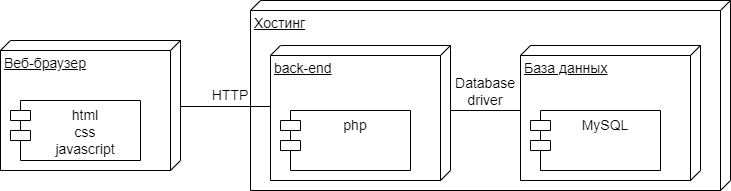 Хостинг
Веб-браузер
html
css
javascript
HTTP
back-end
php
Database
driver
База данных
MySQL